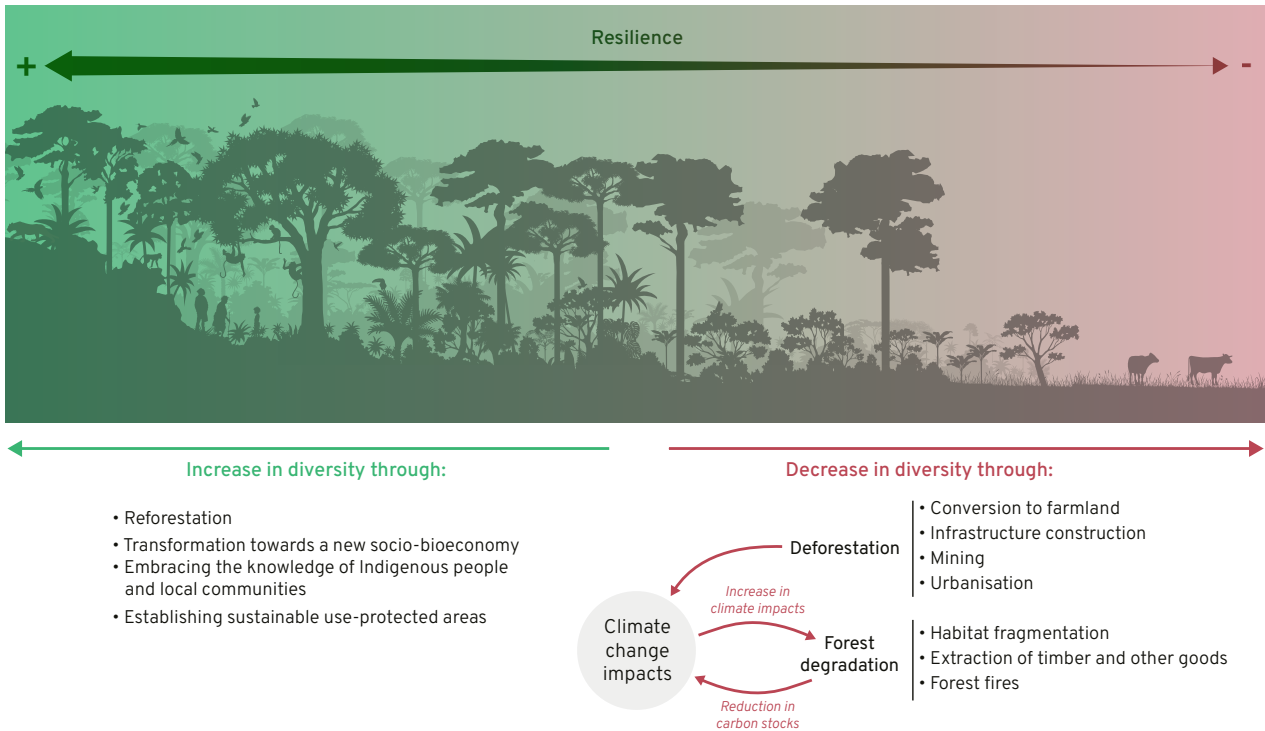 Resilience
+
-
Increase in diversity through:
• Reforestation
• Transformation towards a new socio-bioeconomy
• Embracing the knowledge of Indigenous people
and local communities
• Establishing sustainable use-protected areas
Decrease in diversity through:
Deforestation
• Conversion to farmland
• Infrastructure construction
• Mining
• Urbanisation
Climate
change
impacts
Increase in
climate impacts
Forest
degradation
Reduction in
carbon stocks
• Habitat fragmentation
• Extraction of timber and other goods
• Forest fires